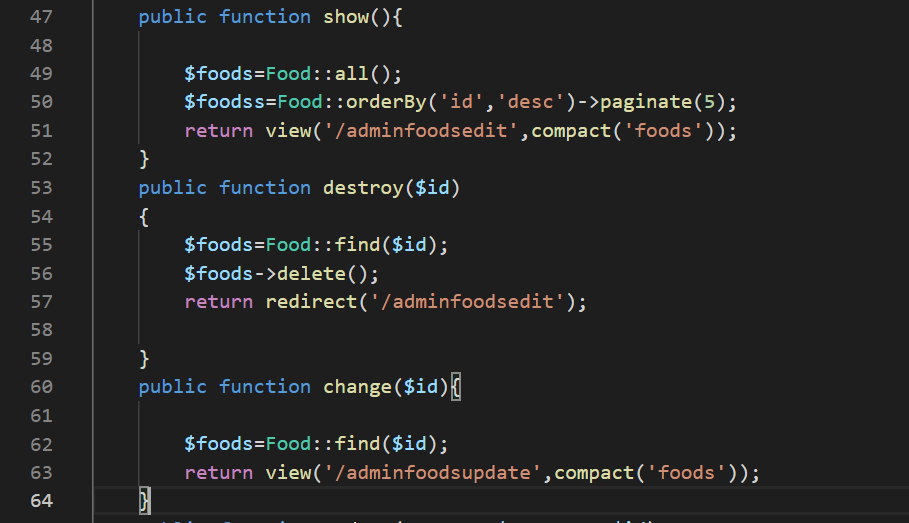 47 public function show(){
48
49 $foods=Food::all();
50 $foodss=Food::orderBy('id','desc')->paginate(5);
51 return view('/adminfoodsedit',compact('foods'));
52 }
53 public function destroy($id)
54 {
55 $foods=Food::find($id);
56 $foods->delete();
57 return redirect('/adminfoodsedit');
58
59 }
60 public function change($id){
61
62 $foods=Food::find($id);
63 return view('/adminfoodsupdate',compact('foods'));
64 }